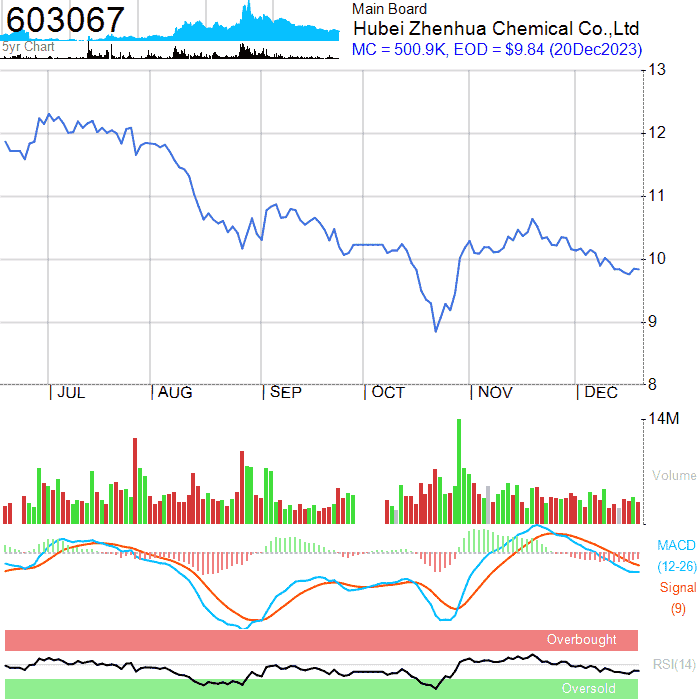 603067
5yr Chart
Main Board
Hubei Zhenhua Chemical Co.,Ltd
MC = 500.9K, EOD = $9.84 (20Dec2023)
13
12
11
10
9
8
JUL AUG SEP OCT NOV DEC
14M
Volume
MACD
(12-26)
Signal
(9)
Overbought
RSI(14)
Oversold